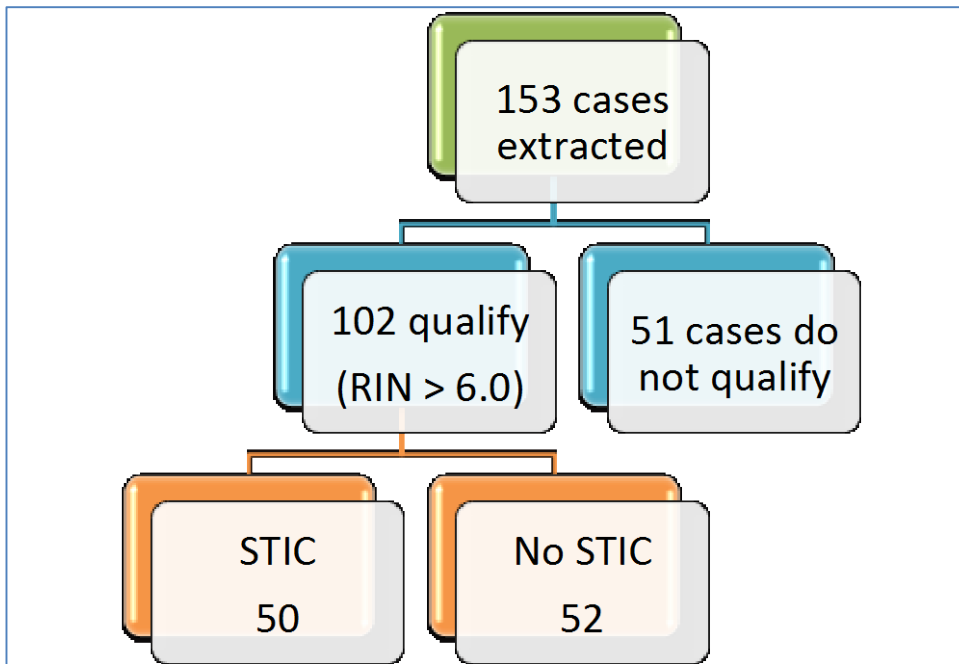 153 cases
extracted
102 qualify
(RIN > 6.0)
51 cases do
not qualify
STIC
50
No STIC
52